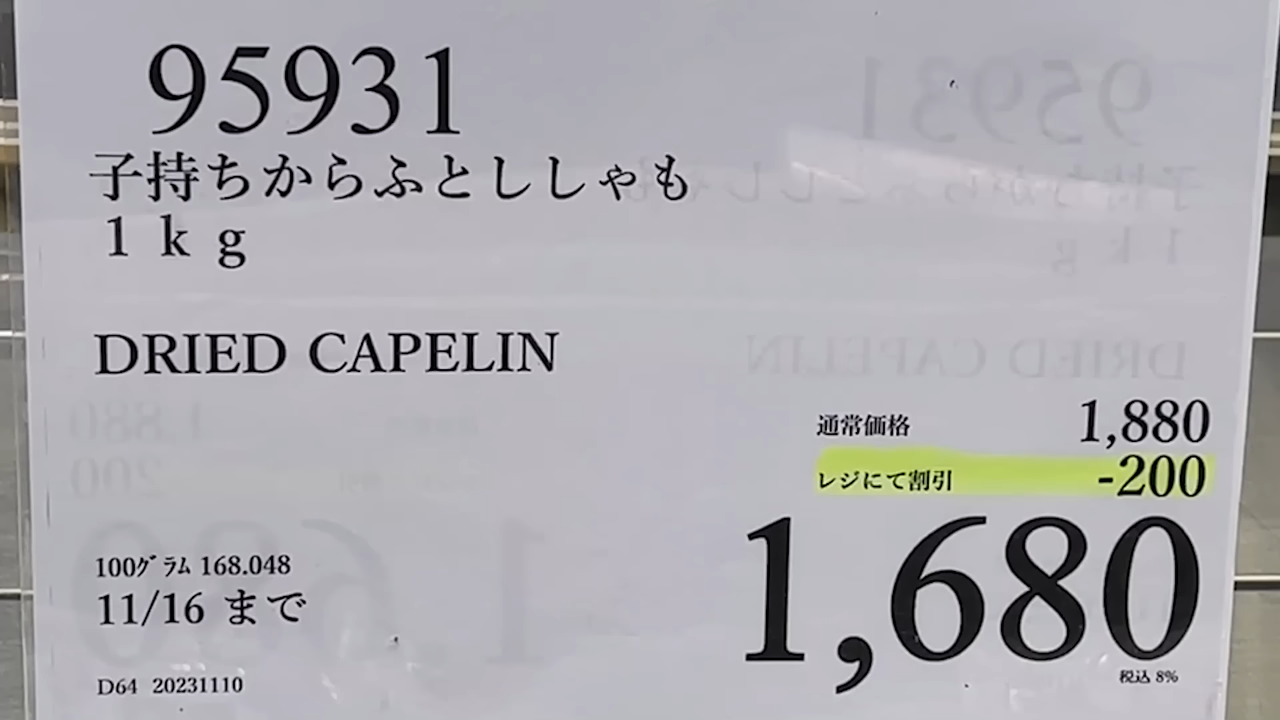 95931
子持ちからふとししゃも
１ｋｇ
DRIED CAPELIN
通常価格 1,880
レジにて割引 -200
1,680
税込 8%
100ｸﾞﾗﾑ 168.048
11/16 まで
D64 20231110